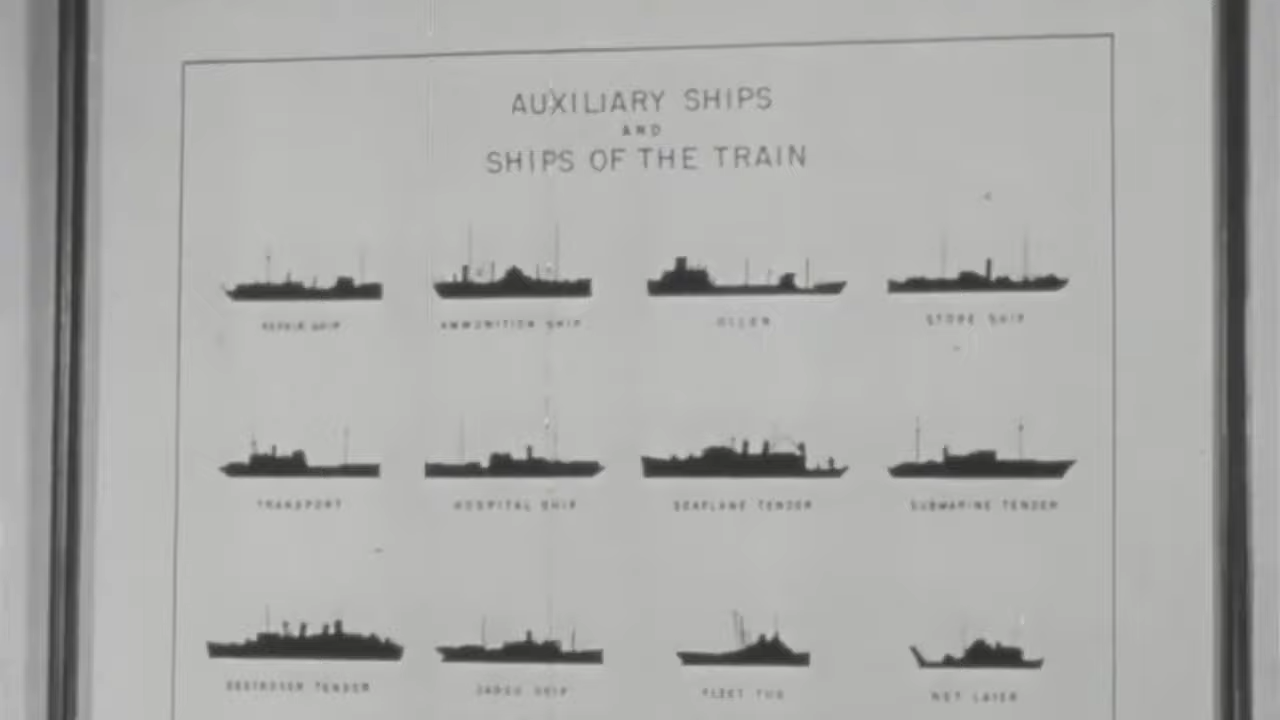 AUXILIARY SHIPS
AND
SHIPS OF THE TRAIN
REPAIR SHIP
AMMUNITION SHIP
OILER
STORE SHIP
TRANSPORT
HOSPITAL SHIP
SEAPLANE TENDER
SUBMARINE TENDER
DESTROYER TENDER
CARGO SHIP
FLEET TUG
NET LAYER